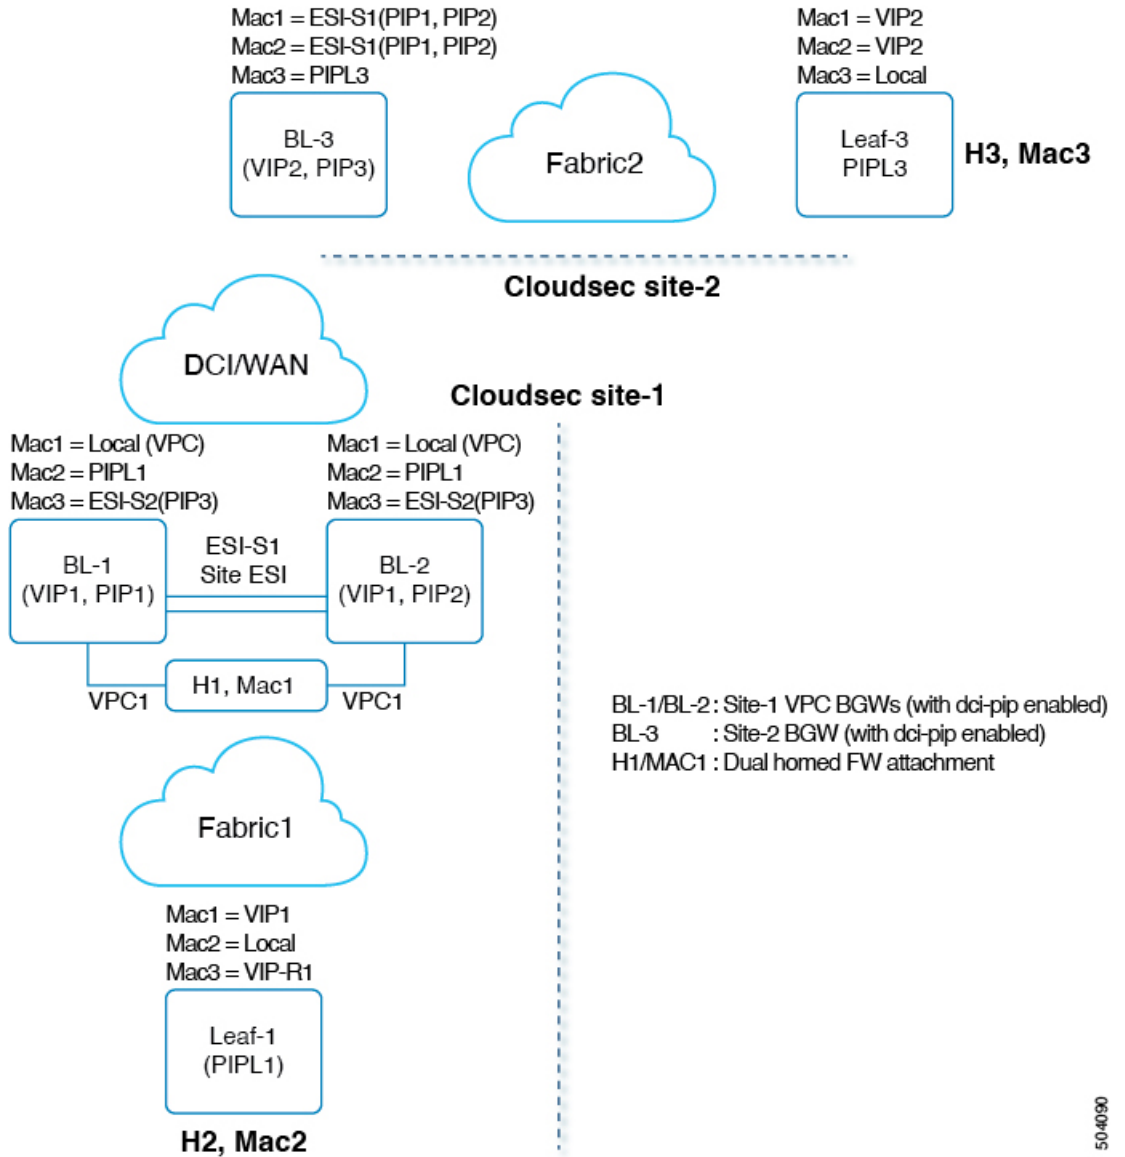 Mac1 = ESI-S1(PIP1, PIP2)
Mac2 = ESI-S1(PIP1, PIP2)
Mac3 = PIPL3
BL-3
(VIP2, PIP3)
Fabric2
Mac1 = VIP2
Mac2 = VIP2
Mac3 = Local
Leaf-3
PIPL3
H3, Mac3
Cloudsec site-2
DCI/WAN
Cloudsec site-1
Mac1 = Local (VPC)
Mac2 = PIPL1
Mac3 = ESI-S2(PIP3)
BL-1
(VIP1, PIP1)
ESI-S1
Site ESI
Mac1 = Local (VPC)
Mac2 = PIPL1
Mac3 = ESI-S2(PIP3)
BL-2
(VIP1, PIP2)
VPC1
H1, Mac1
VPC1
BL-1/BL-2 : Site-1 VPC BGWs (with dci-pip enabled)
BL-3 : Site-2 BGW (with dci-pip enabled)
H1/MAC1 : Dual homed FW attachment
Fabric1
Mac1 = VIP1
Mac2 = Local
Mac3 = VIP-R1
Leaf-1
(PIPL1)
H2, Mac2
504090